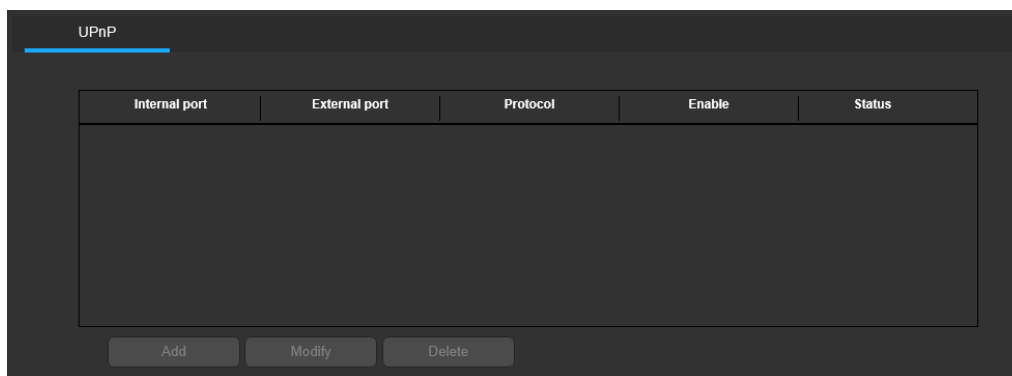 UPnP
Internal port External port Protocol Enable Status
Add Modify Delete